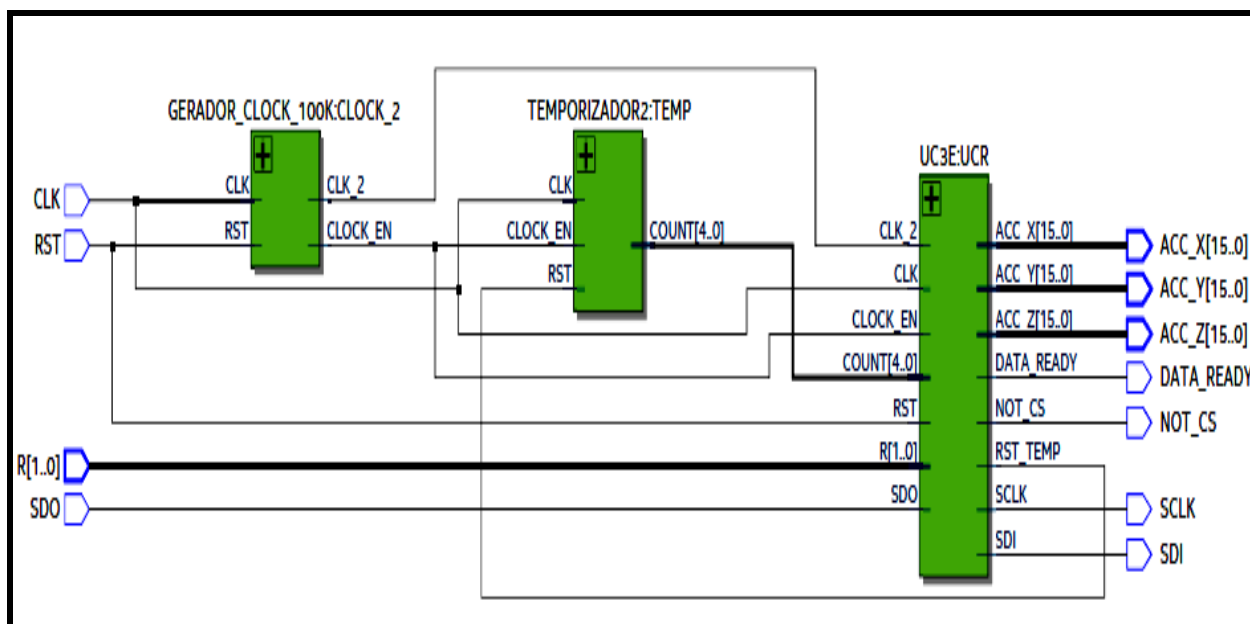 GERADOR_CLOCK_100K:CLOCK_2
TEMPORIZADOR2:TEMP
UC3E:UCR
CLK
RST
CLK
RST
CLK_2
CLOCK_EN
CLK
CLOCK_EN
RST
COUNT[4..0]
CLK_2
CLK
CLOCK_EN
COUNT[4..0]
RST
R[1..0]
SDO
ACC_X[15..0]
ACC_Y[15..0]
ACC_Z[15..0]
DATA_READY
NOT_CS
RST_TEMP
SCLK
SDI
ACC_X[15..0]
ACC_Y[15..0]
ACC_Z[15..0]
DATA_READY
NOT_CS
SCLK
SDI
R[1..0]
SDO